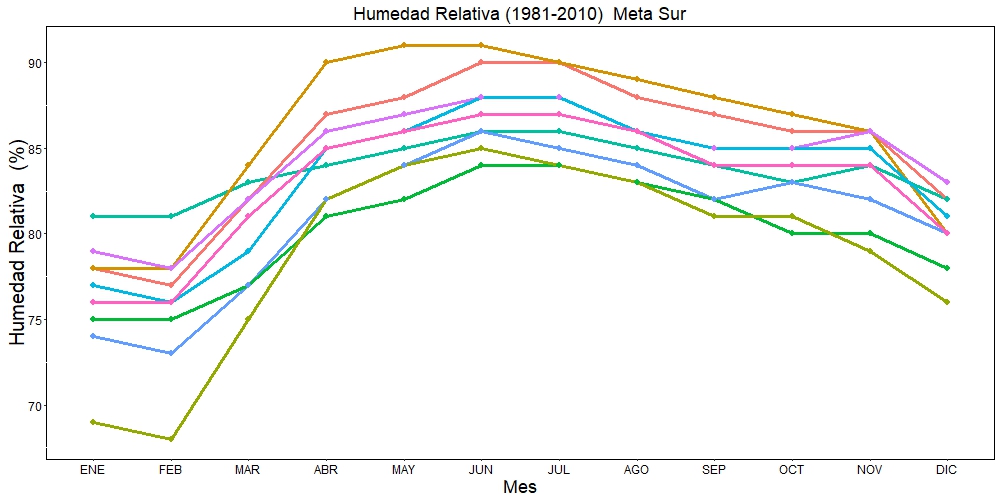 Humedad Relativa (1981-2010) Meta Sur
Humedad Relativa (%)
90
85
80
75
70
ENE FEB MAR ABR MAY JUN JUL AGO SEP OCT NOV DIC
Mes